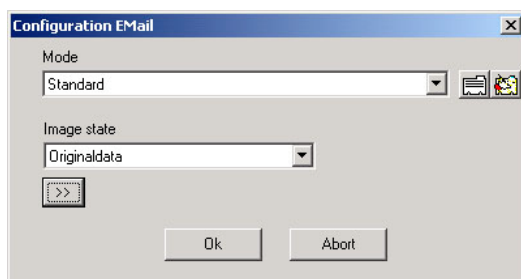 Configuration EMail
Mode
Standard
Image state
Originaldata
>>
Ok Abort